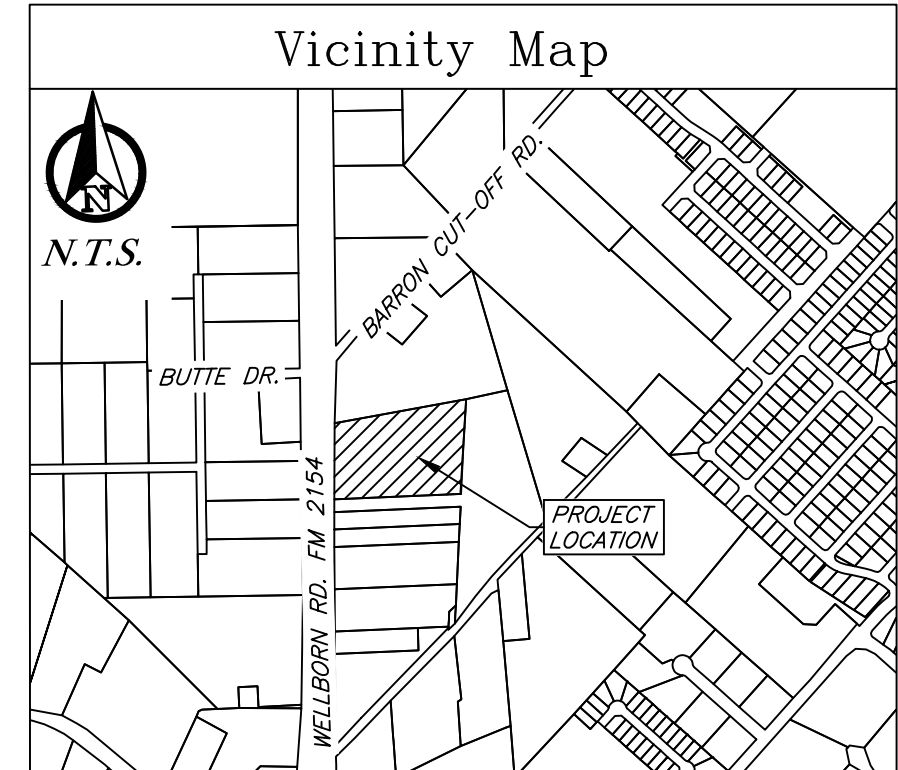 Vicinity Map
N
N.T.S.
BARRON CUT-OFF RD.
BUTTE DR.
WELLBORN RD. FM 2154
PROJECT
LOCATION